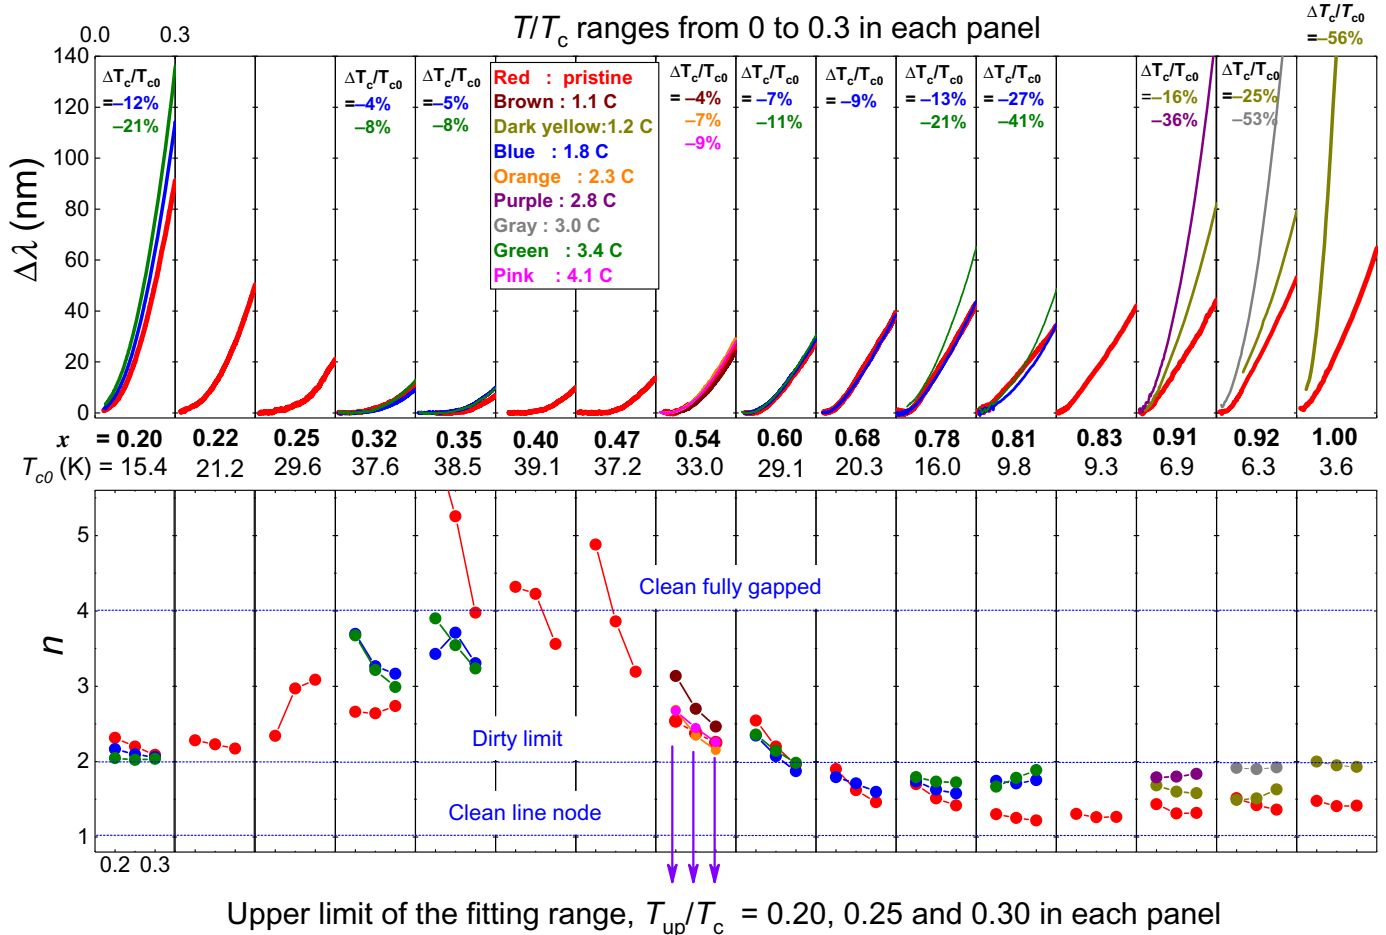 T/Tc ranges from 0 to 0.3 in each panel
0.0 0.3
ΔTc/Tc0
=–56%
140
120
100
80
60
40
20
0
Δλ (nm)
ΔTc/Tc0
=–12%
–21%
ΔTc/Tc0
=–4%
–8%
ΔTc/Tc0
=–5%
–8%
Red : pristine
Brown : 1.1 C
Dark yellow:1.2 C
Blue : 1.8 C
Orange : 2.3 C
Purple : 2.8 C
Gray : 3.0 C
Green : 3.4 C
Pink : 4.1 C
ΔTc/Tc0
= –4%
–7%
–9%
ΔTc/Tc0
= –7%
–11%
ΔTc/Tc0
= –9%
ΔTc/Tc0
= –13%
–21%
ΔTc/Tc0
= –27%
–41%
ΔTc/Tc0
=–16%
–36%
ΔTc/Tc0
=–25%
–53%
x = 0.20 0.22 0.25 0.32 0.35 0.40 0.47 0.54 0.60 0.68 0.78 0.81 0.83 0.91 0.92 1.00
Tc0 (K) = 15.4 21.2 29.6 37.6 38.5 39.1 37.2 33.0 29.1 20.3 16.0 9.8 9.3 6.9 6.3 3.6
5
4
3
2
1
n
Clean fully gapped
Dirty limit
Clean line node
0.2 0.3
Upper limit of the fitting range, Tup/Tc = 0.20, 0.25 and 0.30 in each panel